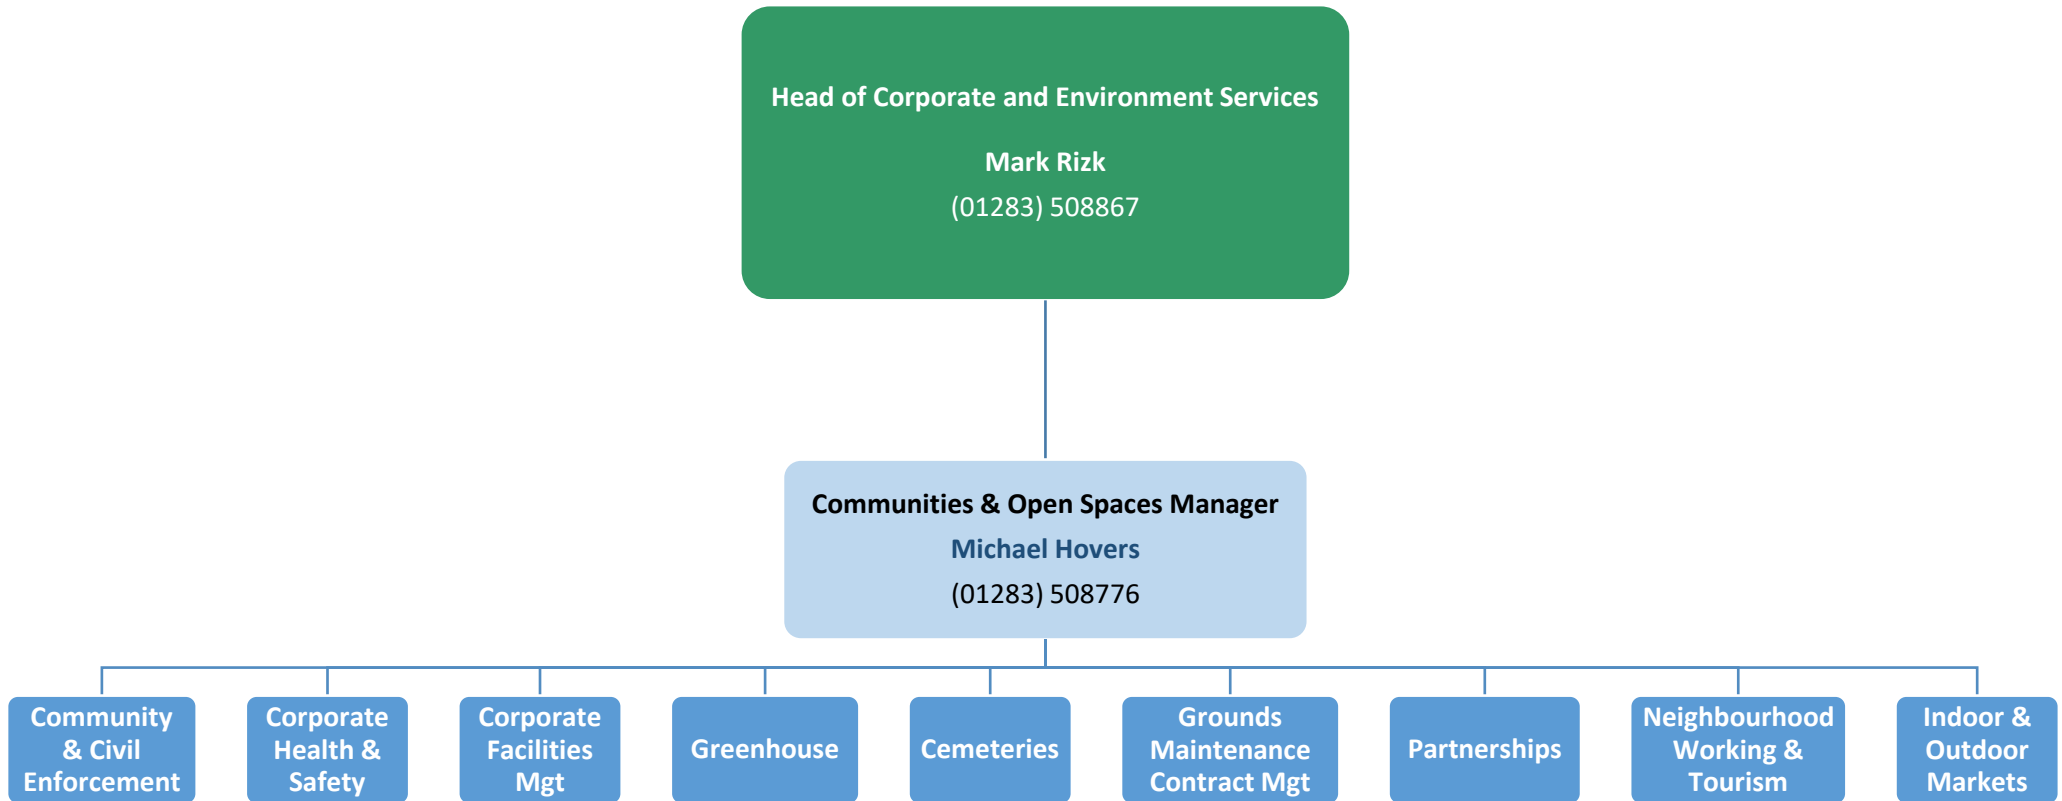 Head of Corporate and Environment Services
Mark Rizk
(01283) 508867
Communities & Open Spaces Manager
Michael Hovers
(01283) 508776
Community
& Civil
Enforcement
Corporate
Health &
Safety
Corporate
Facilities
Mgt
Greenhouse
Cemeteries
Grounds
Maintenance
Contract Mgt
Partnerships
Neighbourhood
Working &
Tourism
Indoor &
Outdoor
Markets